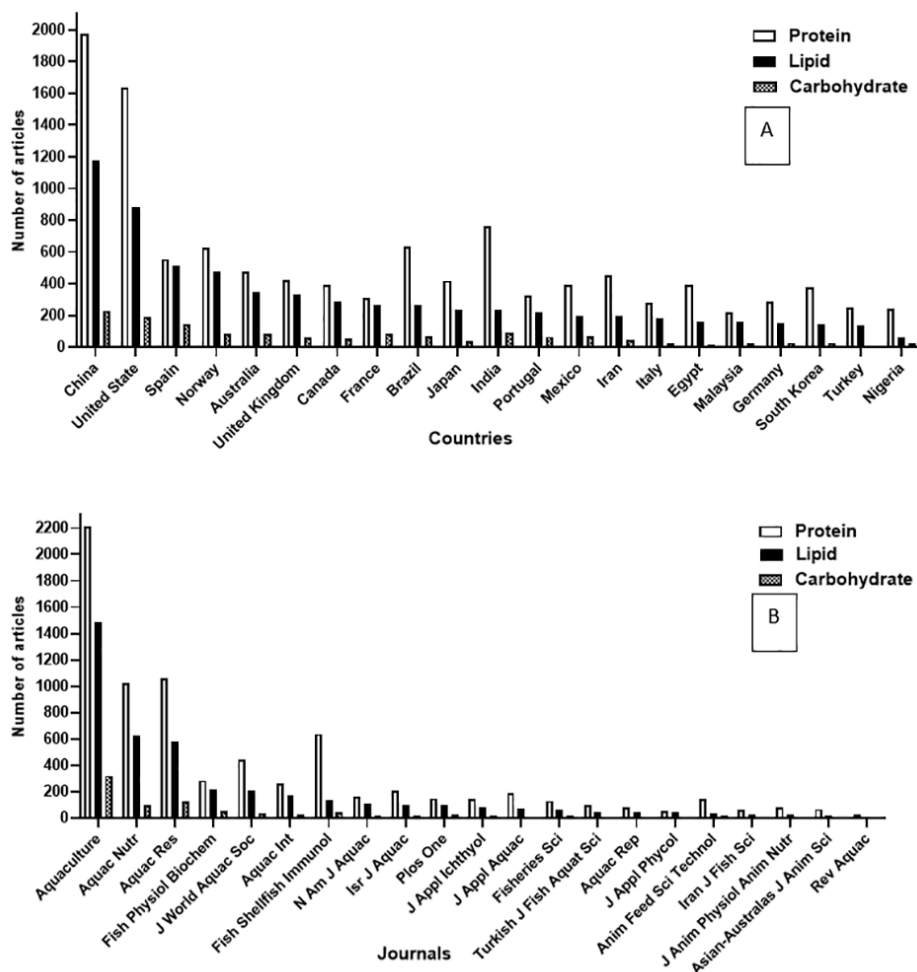 2000
1800
1600
1400
1200
1000
800
600
400
200
0
Number of articles
Protein
Lipid
Carbohydrate
A
China
United State
Spain
Norway
Australia
United Kingdom
Canada
France
Brazil
Japan
India
Portugal
Mexico
Iran
Italy
Egypt
Malaysia
Germany
South Korea
Turkey
Nigeria
Countries
2200
2000
1800
1600
1400
1200
1000
800
600
400
200
0
Number of articles
Protein
Lipid
Carbohydrate
B
Aquaculture
Aquac Nutr
Aquac Res
Fish Physiol Biochem
J World Aquac Soc
Aquac Int
Fish Shellfish Immunol
N Am J Aquac
Isr J Aquac
Plos One
J Appl Ichthyol
J Appl Aquac
Fisheries Sci
Turkish J Fish Aquat Sci
Aquac Rep
J Appl Phycol
Anim Feed Sci Technol
Iran J Fish Sci
J Anim Physiol Anim Nutr
Asian-Australas J Anim Sci
Rev Aquac
Journals